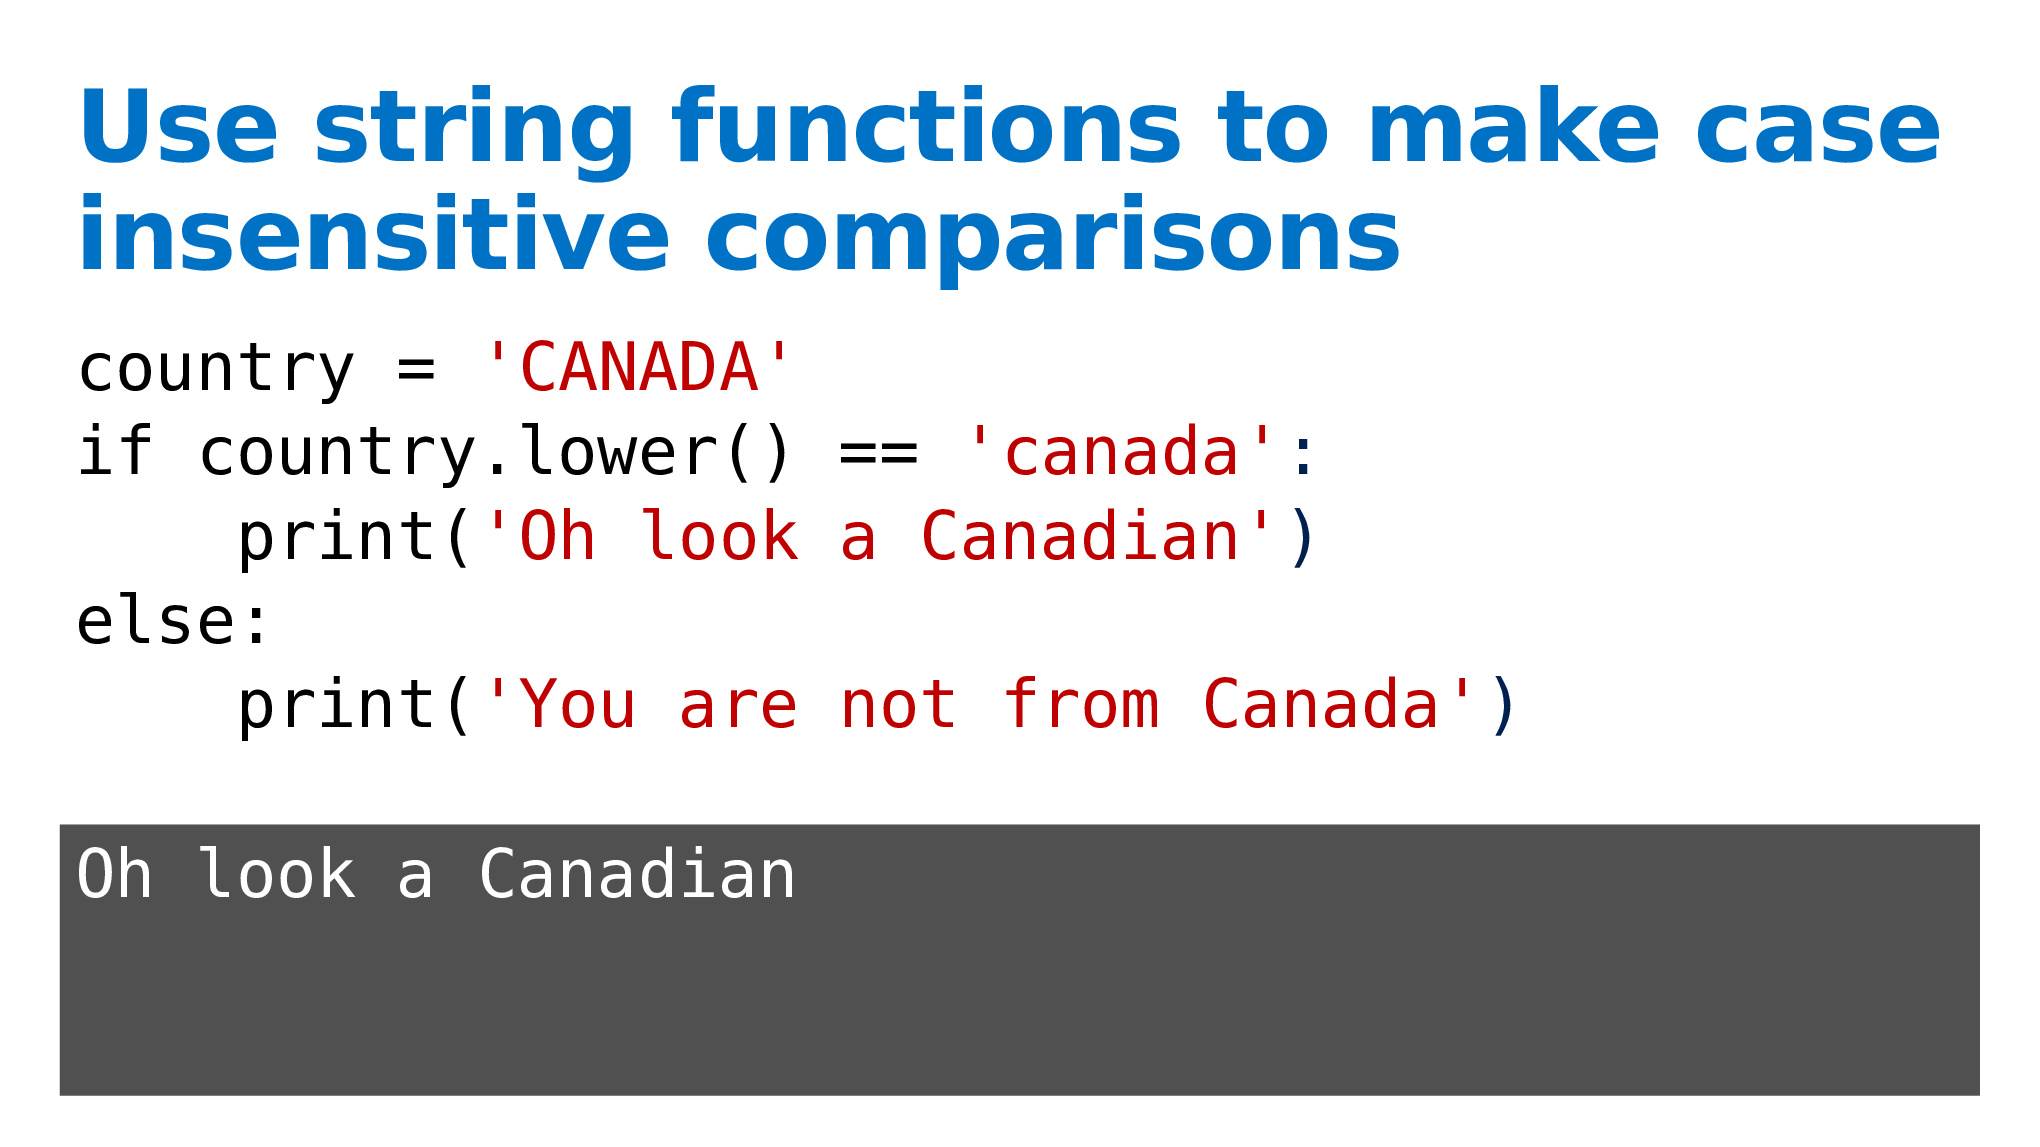 Use string functions to make case
insensitive comparisons
country = 'CANADA'
if country.lower() == 'canada':
    print('Oh look a Canadian')
else:
    print('You are not from Canada')
Oh look a Canadian